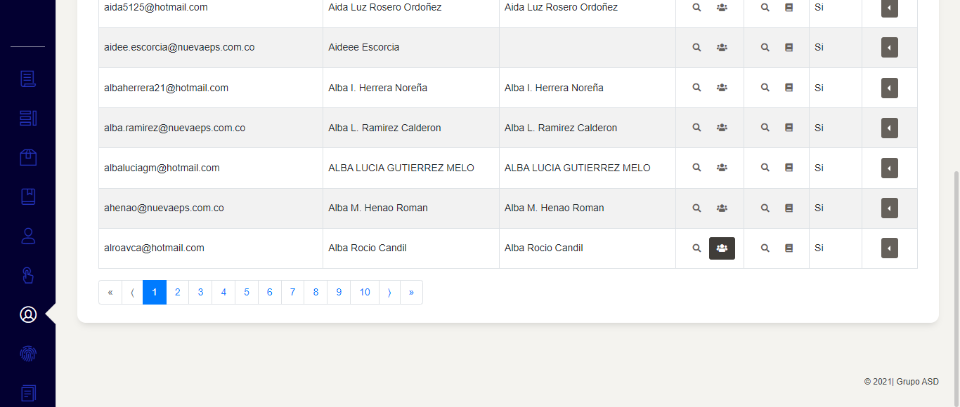 aida5125@hotmail.com Aida Luz Rosero Ordoñez Aida Luz Rosero Ordoñez Si
aidee.escorcia@nuevaeps.com.co Aideee Escorcia Si
albaherrera21@hotmail.com Alba I. Herrera Noreña Alba I. Herrera Noreña Si
alba.ramirez@nuevaeps.com.co Alba L. Ramirez Calderon Alba L. Ramirez Calderon Si
albaluciagm@hotmail.com ALBA LUCIA GUTIERREZ MELO ALBA LUCIA GUTIERREZ MELO Si
ahenao@nuevaeps.com.co Alba M. Henao Roman Alba M. Henao Roman Si
alroavca@hotmail.com Alba Rocio Candil Alba Rocio Candil Si
« ⟨ 1 2 3 4 5 6 7 8 9 10 ⟩ »
© 2021| Grupo ASD